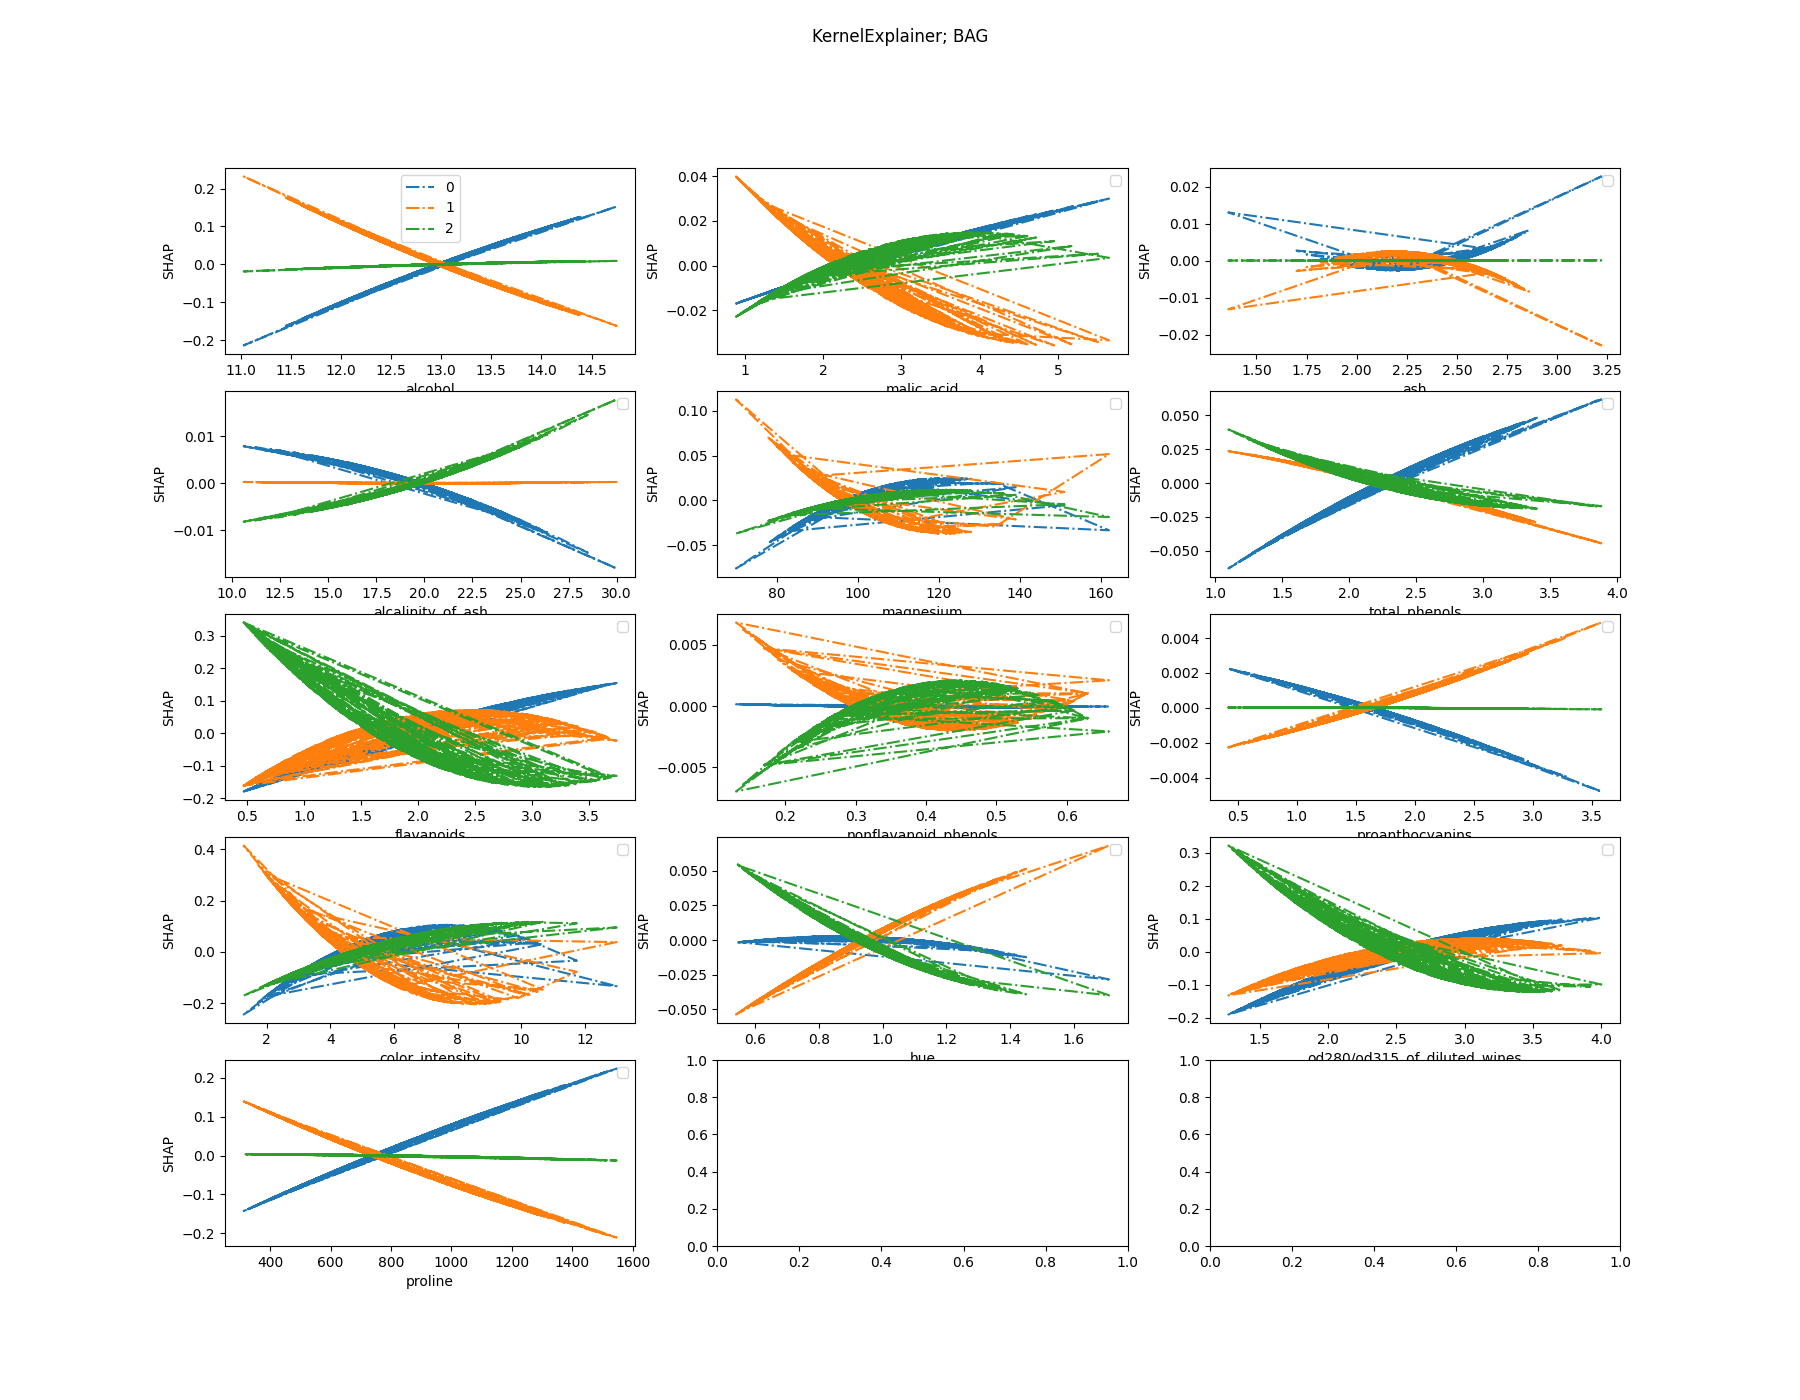 KernelExplainer; BAG
0.2
0.1
0.0
−0.1
−0.2
SHAP
0
1
2
11.0 11.5 12.0 12.5 13.0 13.5 14.0 14.5
alcohol
0.04
0.02
0.00
−0.02
SHAP
1 2 3 4 5
malic_acid
0.02
0.01
0.00
−0.01
−0.02
SHAP
1.50 1.75 2.00 2.25 2.50 2.75 3.00 3.25
ash
0.01
0.00
−0.01
SHAP
10.0 12.5 15.0 17.5 20.0 22.5 25.0 27.5 30.0
alcalinity_of_ash
0.10
0.05
0.00
−0.05
SHAP
80 100 120 140 160
magnesium
0.050
0.025
0.000
−0.025
−0.050
SHAP
1.0 1.5 2.0 2.5 3.0 3.5 4.0
total_phenols
0.3
0.2
0.1
0.0
−0.1
−0.2
SHAP
0.5 1.0 1.5 2.0 2.5 3.0 3.5
flavanoids
0.005
0.000
−0.005
SHAP
0.2 0.3 0.4 0.5 0.6
nonflavanoid_phenols
0.004
0.002
0.000
−0.002
−0.004
SHAP
0.5 1.0 1.5 2.0 2.5 3.0 3.5
proanthocyanins
0.4
0.2
0.0
−0.2
SHAP
2 4 6 8 10 12
color_intensity
0.050
0.025
0.000
−0.025
−0.050
SHAP
0.6 0.8 1.0 1.2 1.4 1.6
hue
0.3
0.2
0.1
0.0
−0.1
−0.2
SHAP
1.5 2.0 2.5 3.0 3.5 4.0
od280/od315_of_diluted_wines
0.2
0.1
0.0
−0.1
−0.2
SHAP
400 600 800 1000 1200 1400 1600
proline
1.0
0.8
0.6
0.4
0.2
0.0
0.0 0.2 0.4 0.6 0.8 1.0
1.0
0.8
0.6
0.4
0.2
0.0
0.0 0.2 0.4 0.6 0.8 1.0